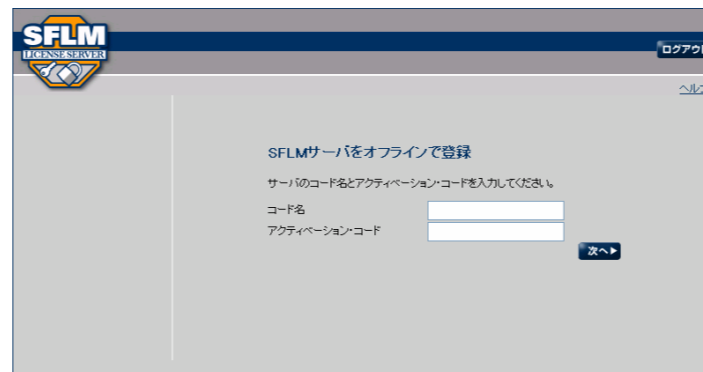 SFLM
LICENSE SERVER
ログアウト
ヘルプ
SFLMサーバをオフラインで登録
サーバのコード名とアクティベーション・コードを入力してください。
コード名
アクティベーション・コード
次へ